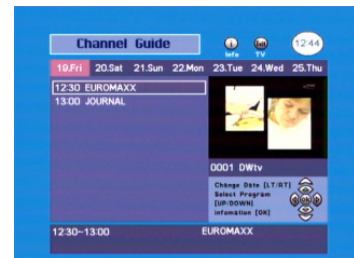 Channel Guide
i
Info
Exit
TV
12:44
19.Fri 20.Sat 21.Sun 22.Mon 23.Tue 24.Wed 25.Thu
12:30 EUROMAXX
13:00 JOURNAL
0001 DWtv
Change Date [LT/RT]
Select Program
[UP/DOWN]
infomation [OK]
ok
12:30~13:00 EUROMAXX